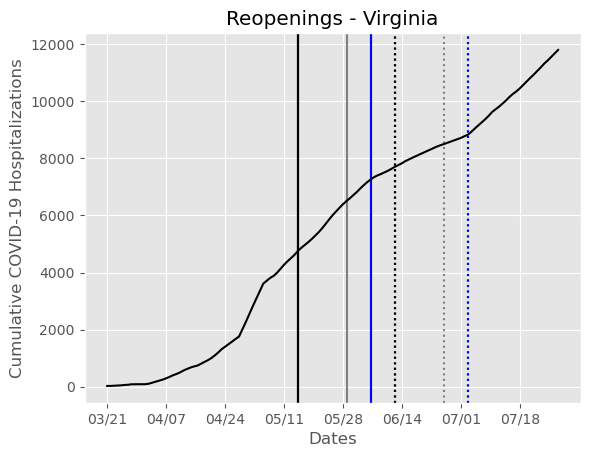 Reopenings - Virginia
Cumulative COVID-19 Hospitalizations
12000
10000
8000
6000
4000
2000
0
03/21 04/07 04/24 05/11 05/28 06/14 07/01 07/18
Dates